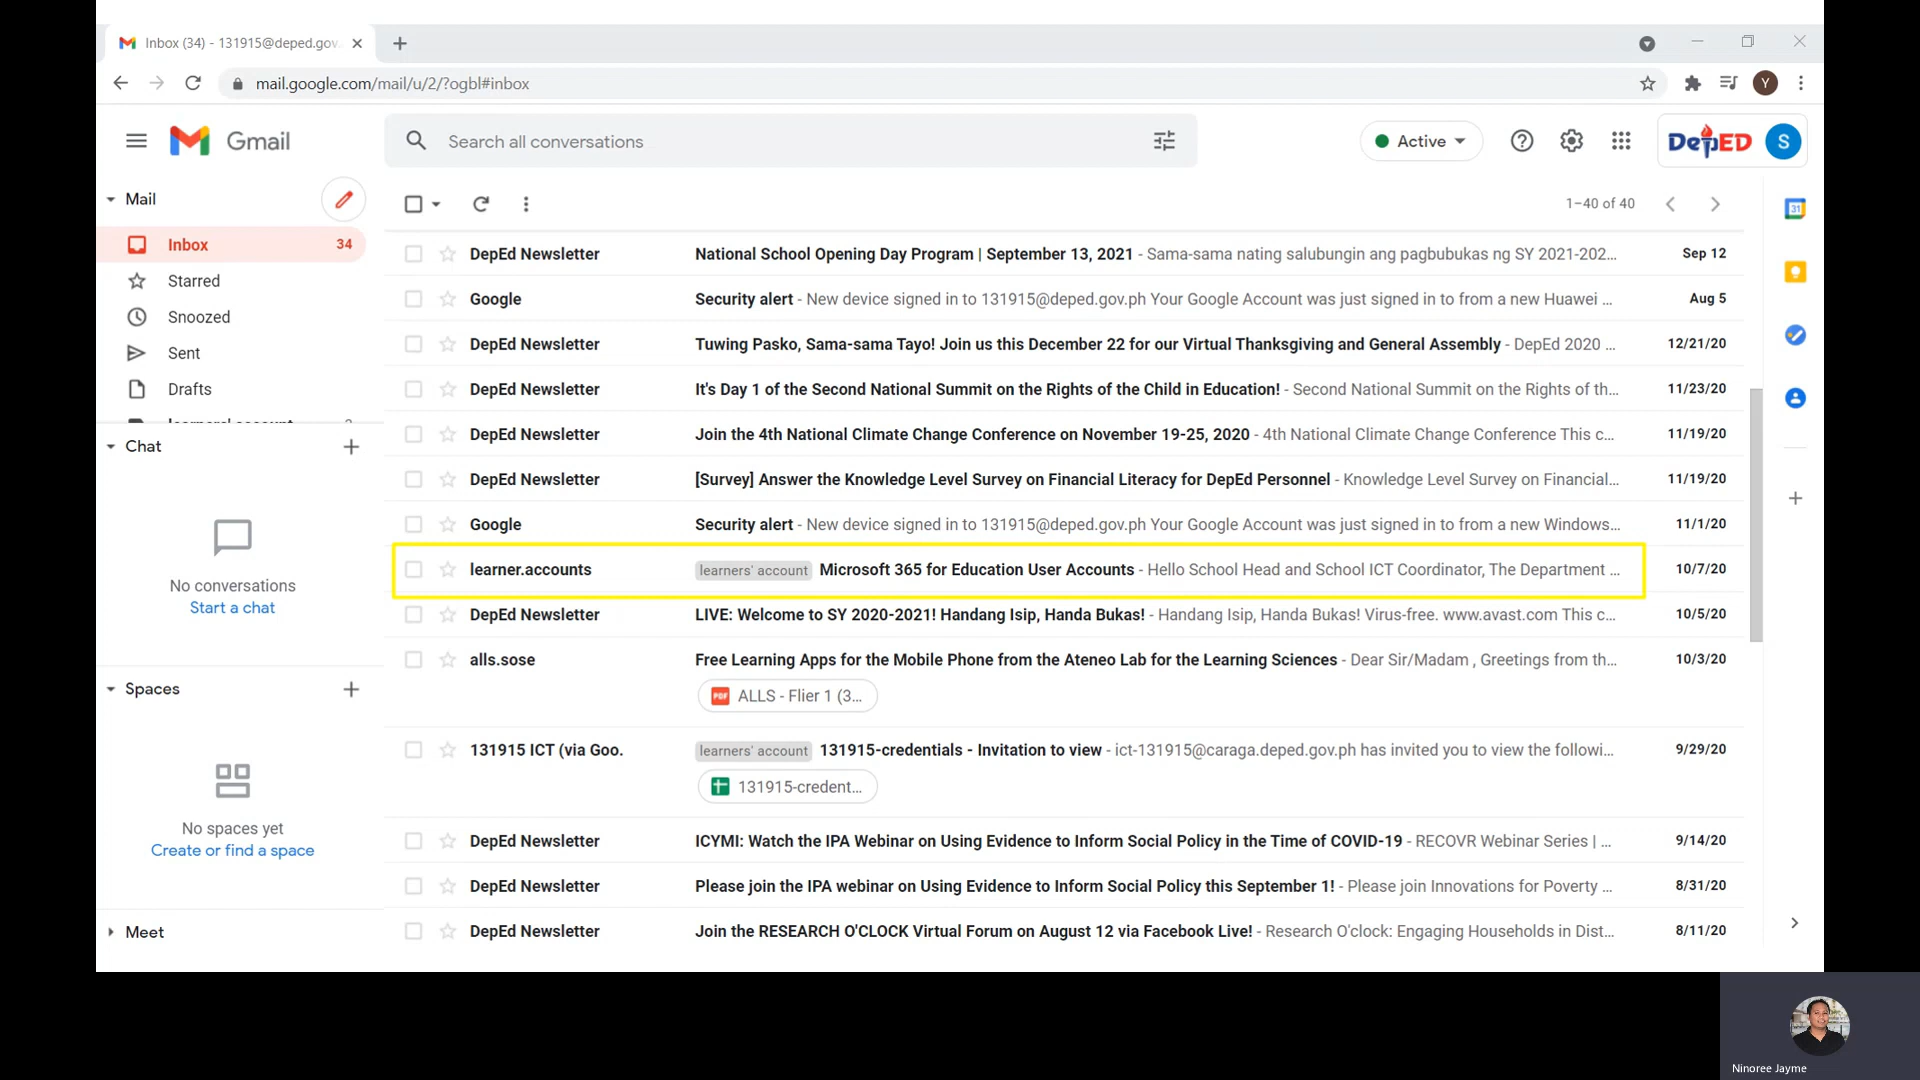 Inbox (34) - 131915@deped.gov.
mail.google.com/mail/u/2/?ogbl#inbox
Y
Gmail
Search all conversations
Active
DepED
S
Mail
1–40 of 40
31
Inbox 34
Starred
Snoozed
Sent
Drafts
Chat
No conversations
Start a chat
Spaces
No spaces yet
Create or find a space
Meet
DepEd Newsletter National School Opening Day Program | September 13, 2021 - Sama-sama nating salubungin ang pagbubukas ng SY 2021-202... Sep 12
Google Security alert - New device signed in to 131915@deped.gov.ph Your Google Account was just signed in to from a new Huawei ... Aug 5
DepEd Newsletter Tuwing Pasko, Sama-sama Tayo! Join us this December 22 for our Virtual Thanksgiving and General Assembly - DepEd 2020 ... 12/21/20
DepEd Newsletter It's Day 1 of the Second National Summit on the Rights of the Child in Education! - Second National Summit on the Rights of th... 11/23/20
DepEd Newsletter Join the 4th National Climate Change Conference on November 19-25, 2020 - 4th National Climate Change Conference This c... 11/19/20
DepEd Newsletter [Survey] Answer the Knowledge Level Survey on Financial Literacy for DepEd Personnel - Knowledge Level Survey on Financial... 11/19/20
Google Security alert - New device signed in to 131915@deped.gov.ph Your Google Account was just signed in to from a new Windows... 11/1/20
learner.accounts learners' account Microsoft 365 for Education User Accounts - Hello School Head and School ICT Coordinator, The Department ... 10/7/20
DepEd Newsletter LIVE: Welcome to SY 2020-2021! Handang Isip, Handa Bukas! - Handang Isip, Handa Bukas! Virus-free. www.avast.com This c... 10/5/20
alls.sose Free Learning Apps for the Mobile Phone from the Ateneo Lab for the Learning Sciences - Dear Sir/Madam , Greetings from th... 10/3/20
PDF ALLS - Flier 1 (3...
131915 ICT (via Goo. learners' account 131915-credentials - Invitation to view - ict-131915@caraga.deped.gov.ph has invited you to view the followi... 9/29/20
131915-credent...
DepEd Newsletter ICYMI: Watch the IPA Webinar on Using Evidence to Inform Social Policy in the Time of COVID-19 - RECOVR Webinar Series | ... 9/14/20
DepEd Newsletter Please join the IPA webinar on Using Evidence to Inform Social Policy this September 1! - Please join Innovations for Poverty ... 8/31/20
DepEd Newsletter Join the RESEARCH O'CLOCK Virtual Forum on August 12 via Facebook Live! - Research O'clock: Engaging Households in Dist... 8/11/20
Ninoree Jayme